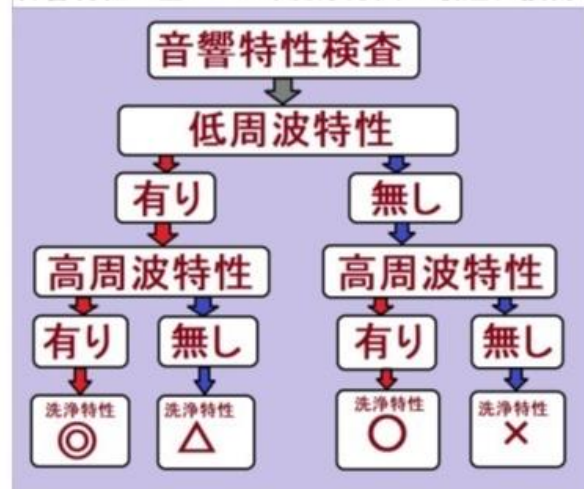 音響特性検査
低周波特性
有り 無し
高周波特性 高周波特性
有り 無し 有り 無し
洗浄特性 洗浄特性 洗浄特性 洗浄特性
◎ △ ○ ×